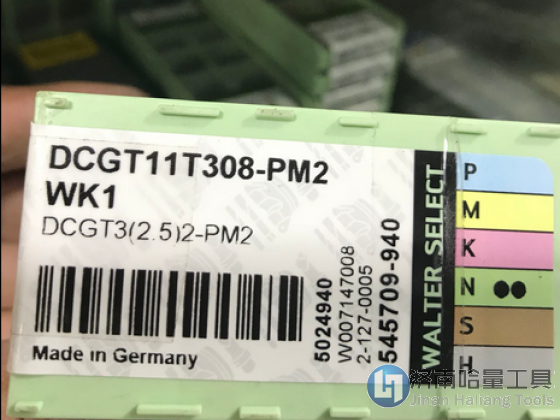 DCGT11T308-PM2
WK1
DCGT3(2.5)2-PM2
5024940
W007147008
2-127-0005
545709-940
WALTER SELECT
P
M
K
N
S
H
Made in Germany
济南哈量工具
Jinan Haliang Tools